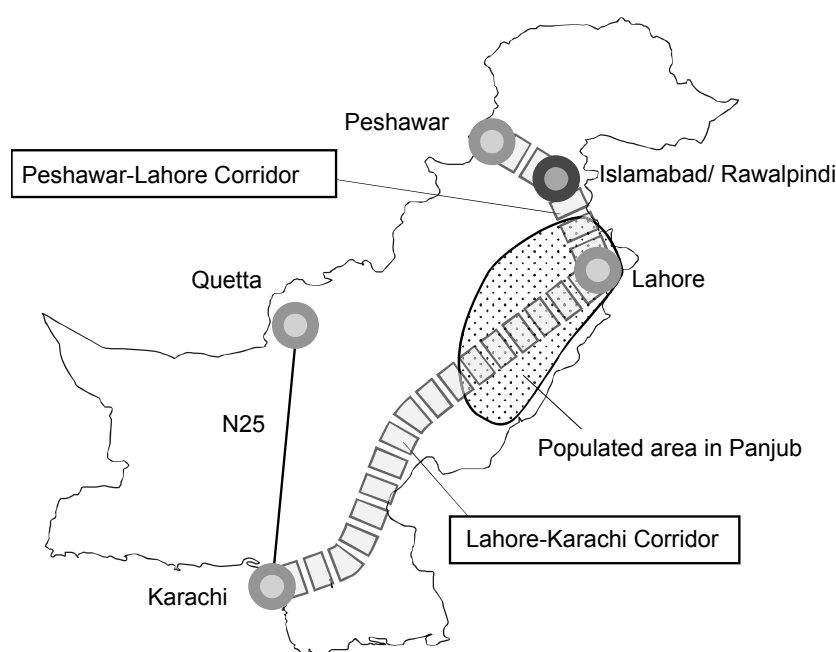 Peshawar
Peshawar-Lahore Corridor
Islamabad/ Rawalpindi
Quetta
Lahore
N25
Populated area in Panjub
Lahore-Karachi Corridor
Karachi